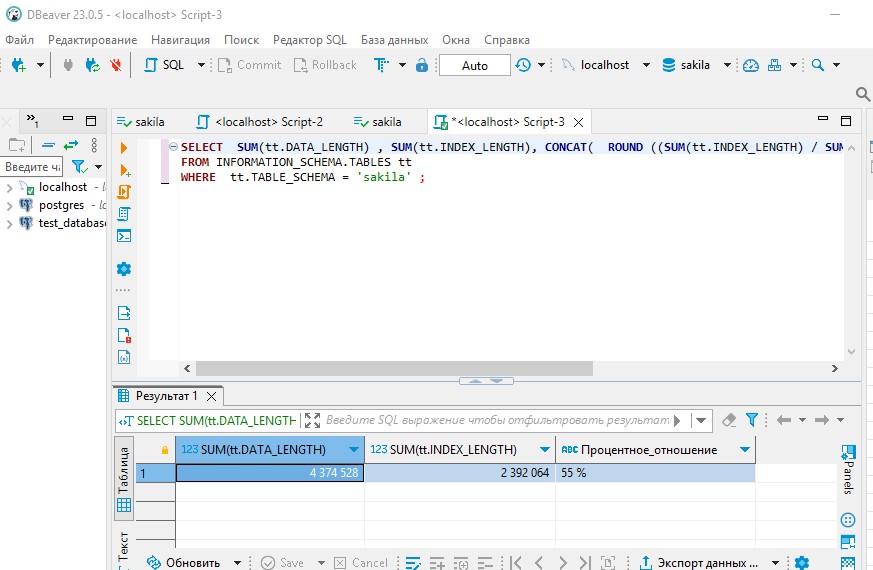 DBeaver 23.0.5 - <localhost> Script-3
Файл Редактирование Навигация Поиск Редактор SQL База данных Окна Справка
SQL Commit Rollback Auto localhost sakila
»1 sakila <localhost> Script-2 sakila *<localhost> Script-3
SELECT SUM(tt.DATA_LENGTH) , SUM(tt.INDEX_LENGTH), CONCAT( ROUND ((SUM(tt.INDEX_LENGTH) / SUM
FROM INFORMATION_SCHEMA.TABLES tt
WHERE tt.TABLE_SCHEMA = 'sakila' ;
Введите
localhost
postgres
test_database
Результат 1
SELECT SUM(tt.DATA_LENGTH Введите SQL выражение чтобы отфильтровать результат
Таблица
Текст
123 SUM(tt.DATA_LENGTH) 123 SUM(tt.INDEX_LENGTH) ABC Процентное_отношение
1 4 374 528 2 392 064 55 %
Panels
Обновить Save Cancel Экспорт данных ...